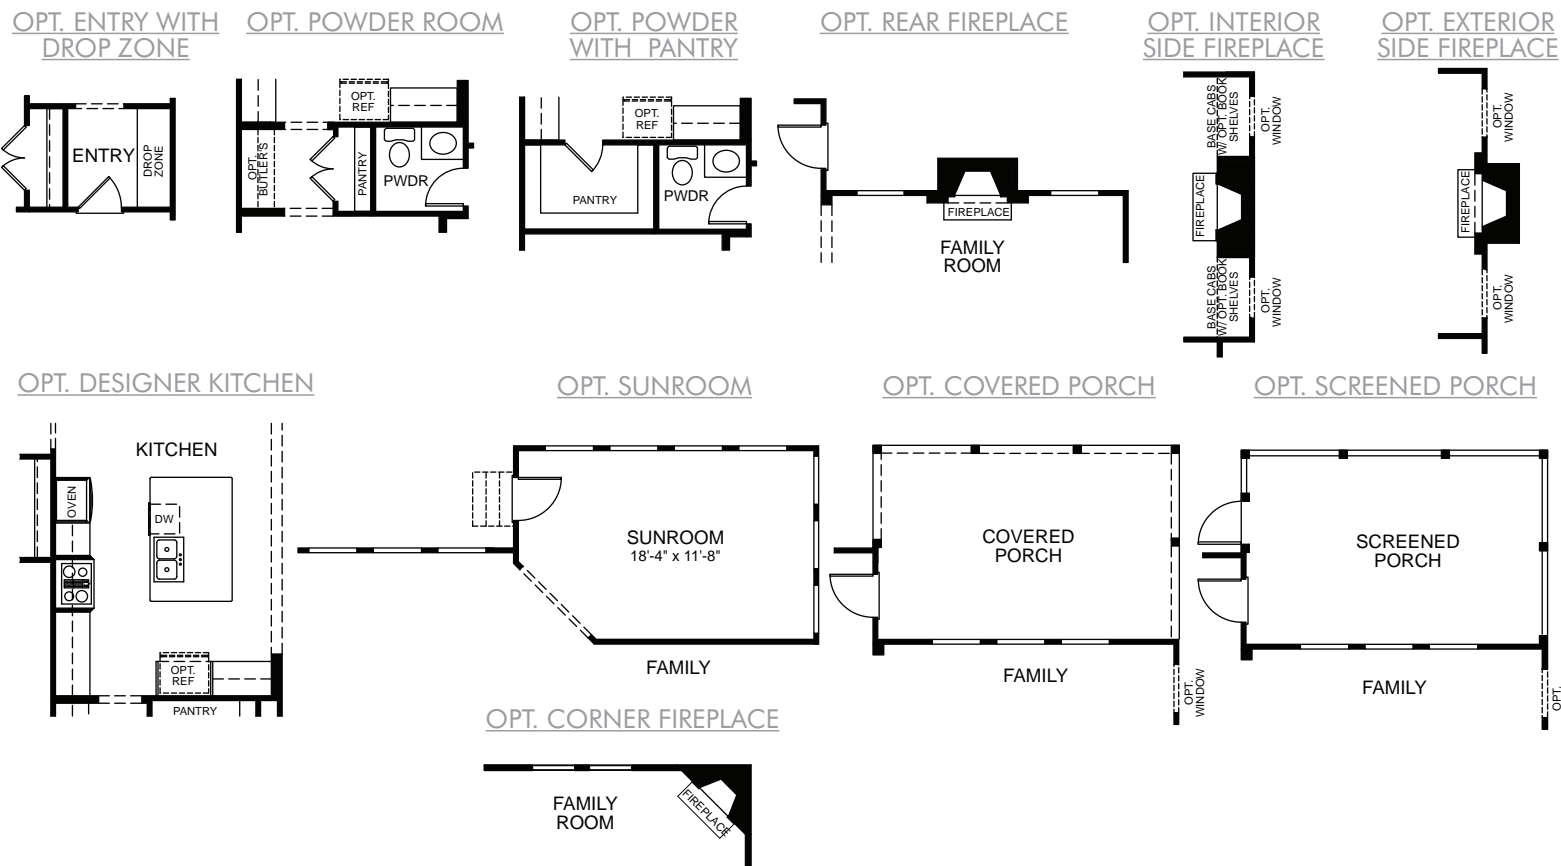 OPT. ENTRY WITH
DROP ZONE
ENTRY
DROP
ZONE
OPT. POWDER ROOM
OPT.
REF
OPT.
BUTLER'S
PANTRY
PWDR
OPT. POWDER
WITH PANTRY
OPT.
REF
PANTRY
PWDR
OPT. REAR FIREPLACE
FIREPLACE
FAMILY
ROOM
OPT. INTERIOR
SIDE FIREPLACE
BASE CABS
W/ OPT. BOOK
SHELVES
OPT.
WINDOW
FIREPLACE
BASE CABS
W/ OPT. BOOK
SHELVES
OPT.
WINDOW
OPT. EXTERIOR
SIDE FIREPLACE
OPT.
WINDOW
FIREPLACE
OPT.
WINDOW
OPT. DESIGNER KITCHEN
KITCHEN
OVEN
DW
OPT.
REF
PANTRY
OPT. SUNROOM
SUNROOM
18'-4" x 11'-8"
FAMILY
OPT. COVERED PORCH
COVERED
PORCH
FAMILY
OPT.
WINDOW
OPT. SCREENED PORCH
SCREENED
PORCH
FAMILY
OPT.
OPT. CORNER FIREPLACE
FAMILY
ROOM
FIREPLACE